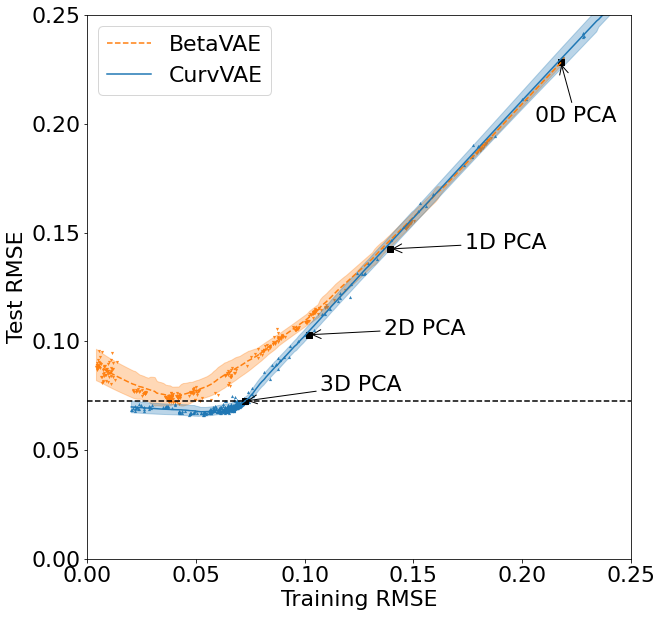 0.25
BetaVAE
CurvVAE
0D PCA
0.20
0.15
1D PCA
Test RMSE
0.10
2D PCA
3D PCA
0.05
0.00
0.00 0.05 0.10 0.15 0.20 0.25
Training RMSE